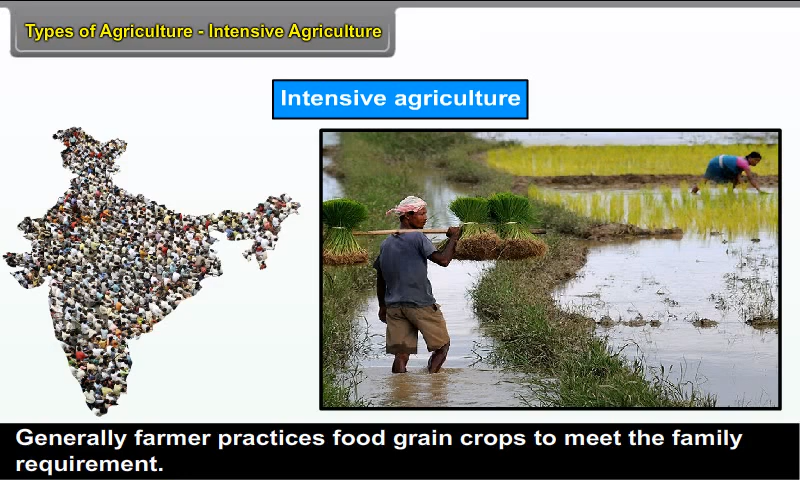 Types of Agriculture - Intensive Agriculture
Intensive agriculture
Generally farmer practices food grain crops to meet the family
requirement.